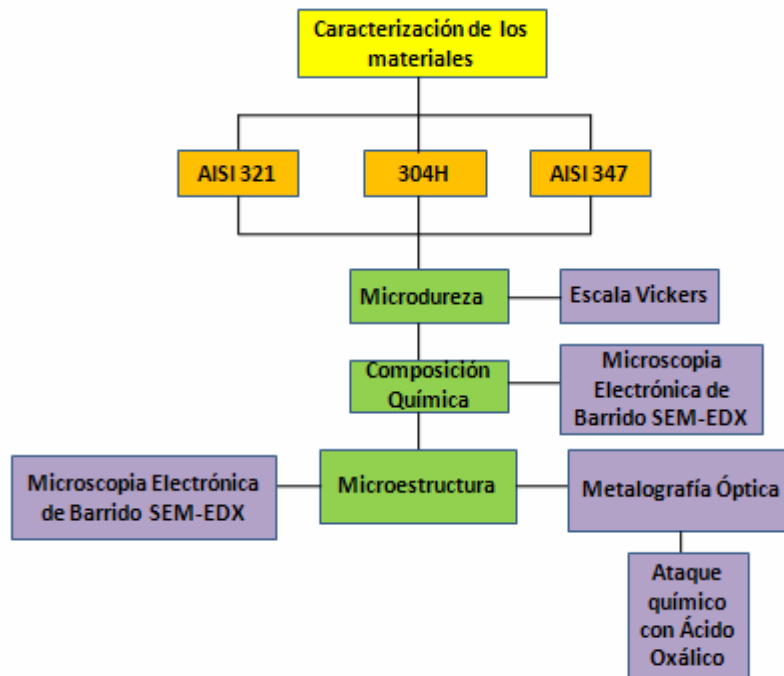 Caracterización de los
materiales
AISI 321
304H
AISI 347
Microdureza
Escala Vickers
Composición
Química
Microscopia
Electrónica de
Barrido SEM-EDX
Microscopia Electrónica
de Barrido SEM-EDX
Microestructura
Metalografía Óptica
Ataque
químico
con Ácido
Oxálico